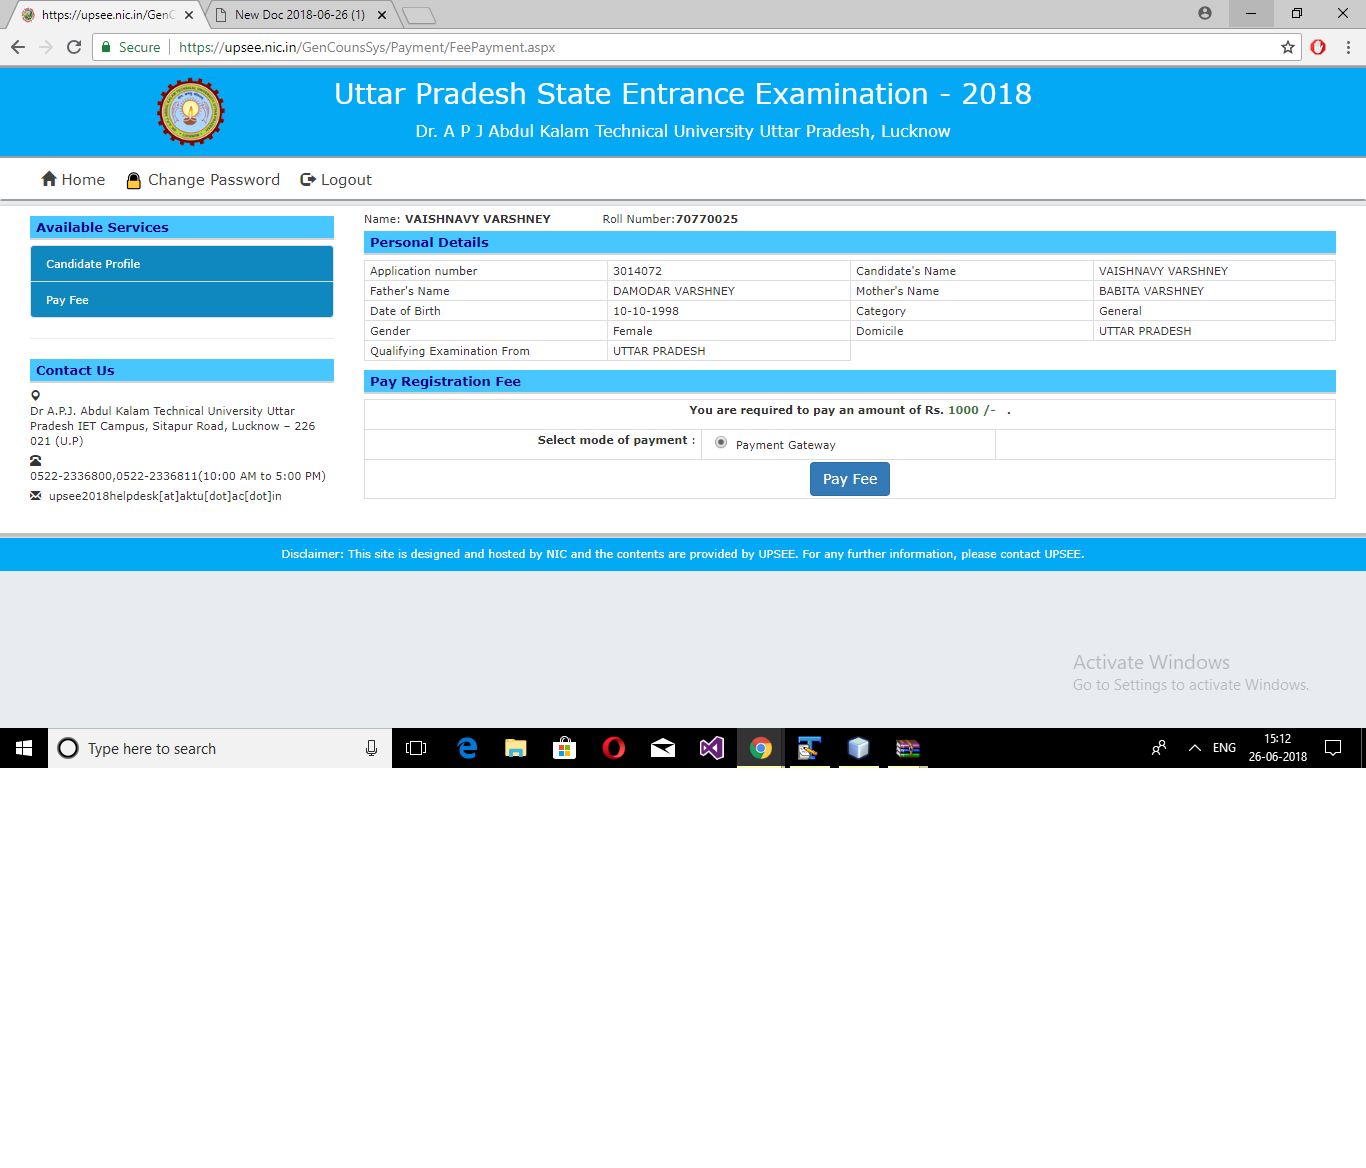 https://upsee.nic.in/GenC
New Doc 2018-06-26 (1)
Secure
https://upsee.nic.in/GenCounsSys/Payment/FeePayment.aspx
Uttar Pradesh State Entrance Examination - 2018
Dr. A P J Abdul Kalam Technical University Uttar Pradesh, Lucknow
Home Change Password Logout
Available Services
Candidate Profile
Pay Fee
Contact Us
Dr A.P.J. Abdul Kalam Technical University Uttar
Pradesh IET Campus, Sitapur Road, Lucknow – 226
021 (U.P)
0522-2336800,0522-2336811(10:00 AM to 5:00 PM)
upsee2018helpdesk[at]aktu[dot]ac[dot]in
Name: VAISHNAVY VARSHNEY Roll Number:70770025
Personal Details
Application number 3014072 Candidate's Name VAISHNAVY VARSHNEY
Father's Name DAMODAR VARSHNEY Mother's Name BABITA VARSHNEY
Date of Birth 10-10-1998 Category General
Gender Female Domicile UTTAR PRADESH
Qualifying Examination From UTTAR PRADESH
Pay Registration Fee
You are required to pay an amount of Rs. 1000 /- .
Select mode of payment : Payment Gateway
Pay Fee
Disclaimer: This site is designed and hosted by NIC and the contents are provided by UPSEE. For any further information, please contact UPSEE.
Activate Windows
Go to Settings to activate Windows.
Type here to search
ENG
15:12
26-06-2018